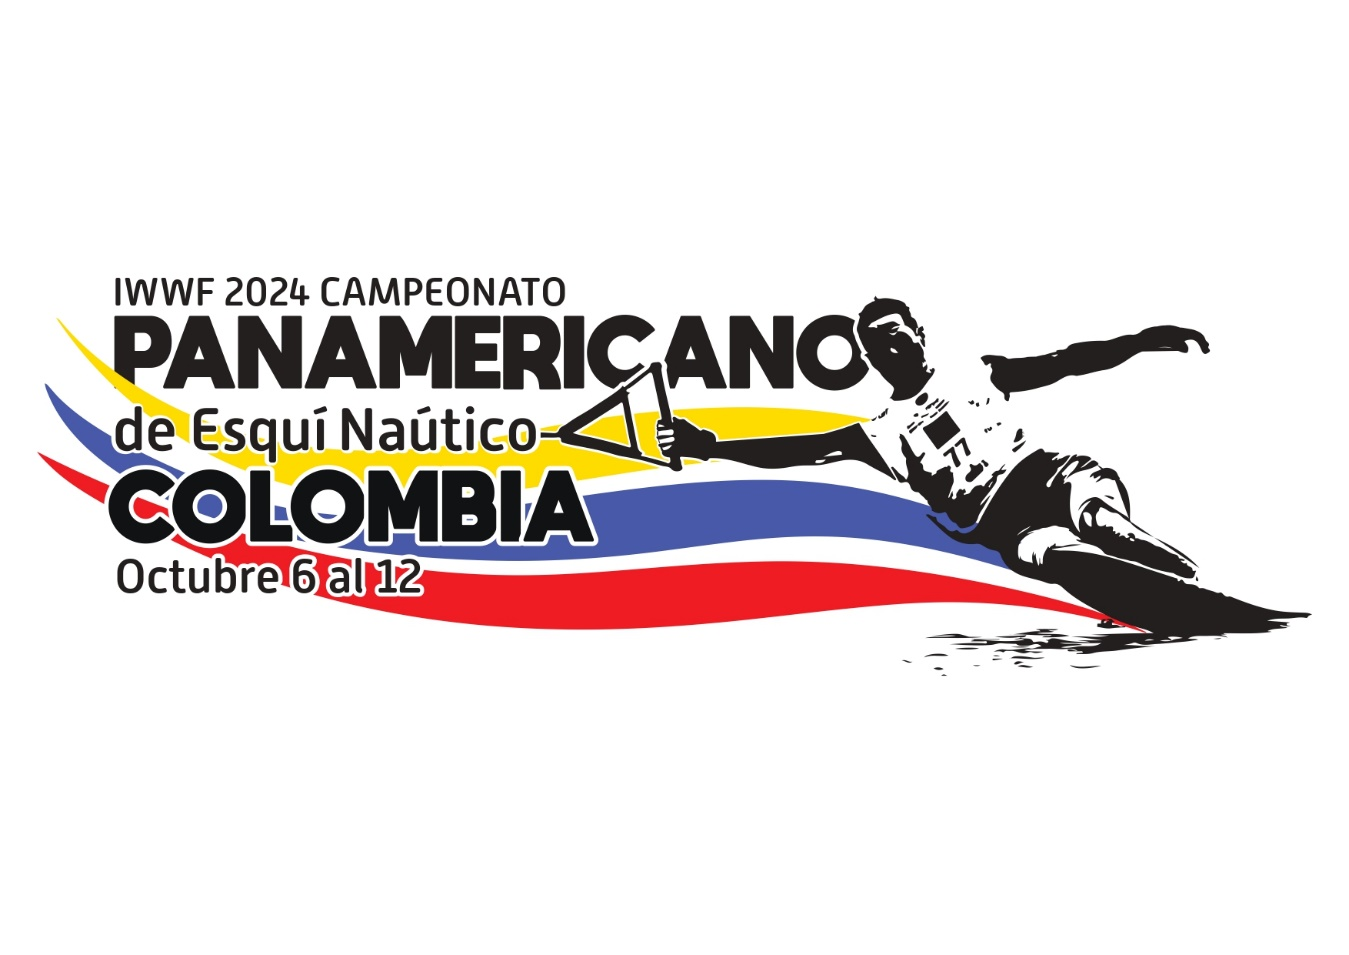 IWWF 2024 CAMPEONATO
PANAMERICANO
de Esquí Naútico
COLOMBIA
Octubre 6 al 12